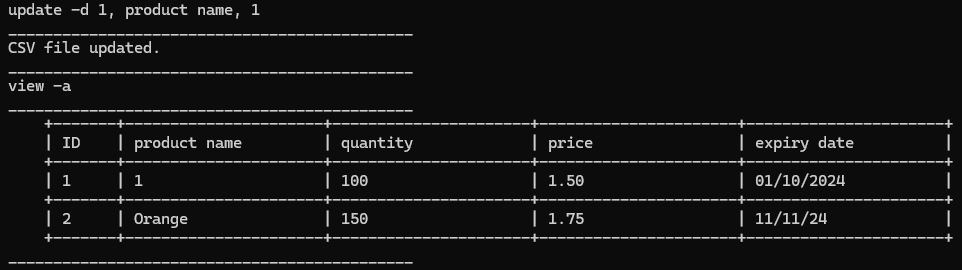 update -d 1, product name, 1
CSV file updated.
view -a
ID product name quantity price expiry date
1 1 100 1.50 01/10/2024
2 Orange 150 1.75 11/11/24